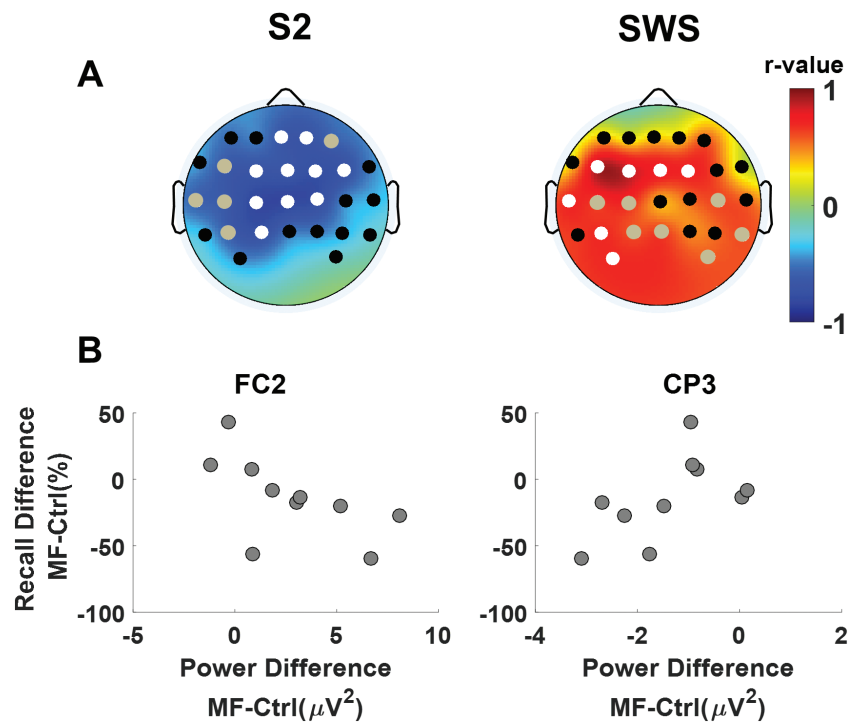 S2
SWS
A
r-value
1
0
-1
B
FC2
CP3
Recall Difference
MF-Ctrl(%)
50
0
-50
-100
-5
0
5
10
Power Difference
MF-Ctrl(μV²)
50
0
-50
-100
-4
-2
0
2
Power Difference
MF-Ctrl(μV²)